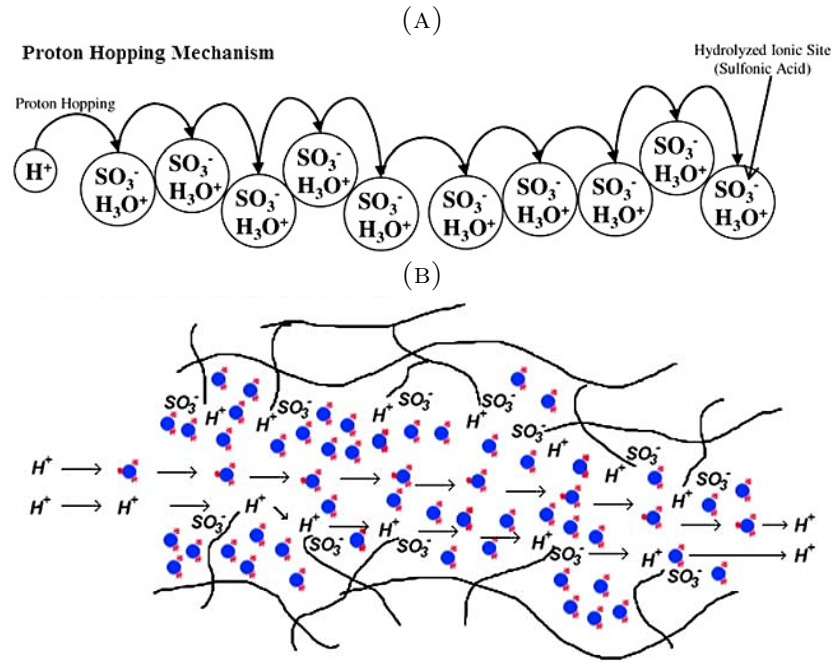 (A)
Proton Hopping Mechanism
Hydrolyzed Ionic Site
(Sulfonic Acid)
Proton Hopping
H⁺
SO₃⁻
H₃O⁺
SO₃⁻
H₃O⁺
SO₃⁻
H₃O⁺
SO₃⁻
H₃O⁺
SO₃⁻
H₃O⁺
SO₃⁻
H₃O⁺
SO₃⁻
H₃O⁺
SO₃⁻
H₃O⁺
SO₃⁻
H₃O⁺
SO₃⁻
H₃O⁺
(B)
SO₃⁻
H⁺
H⁺
SO₃⁻
H⁺
SO₃⁻
H⁺
SO₃⁻
SO₃⁻
H⁺
H⁺
SO₃⁻
H⁺
SO₃⁻
H⁺
H⁺
H⁺
SO₃⁻
H⁺
H⁺
SO₃⁻
H⁺
SO₃⁻
H⁺
SO₃⁻
H⁺
SO₃⁻
H⁺
H⁺